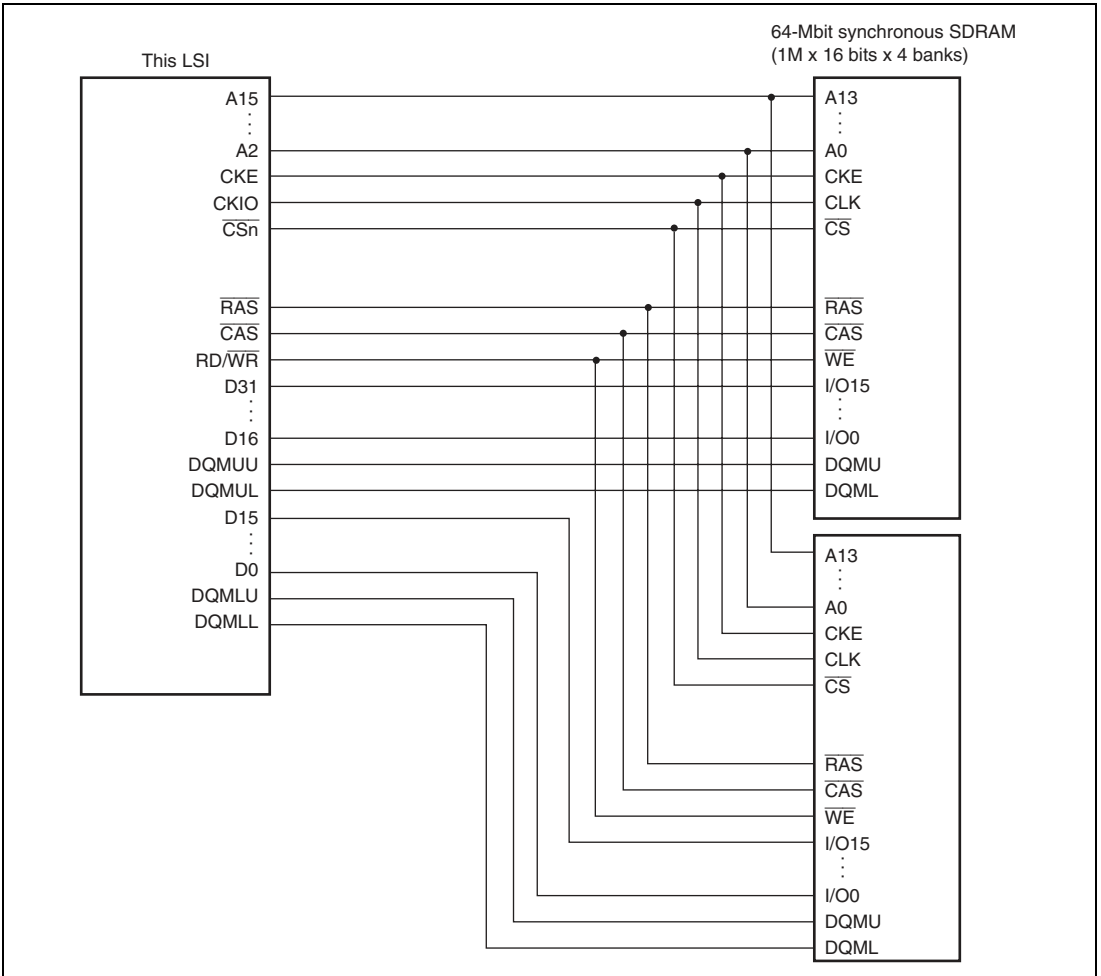 64-Mbit synchronous SDRAM
(1M x 16 bits x 4 banks)
This LSI
A15
A2
CKE
CKIO
CSn
RAS
CAS
RD/WR
D31
D16
DQMUU
DQMUL
D15
D0
DQMLU
DQMLL
A13
A0
CKE
CLK
CS
RAS
CAS
WE
I/O15
I/O0
DQMU
DQML
A13
A0
CKE
CLK
CS
RAS
CAS
WE
I/O15
I/O0
DQMU
DQML